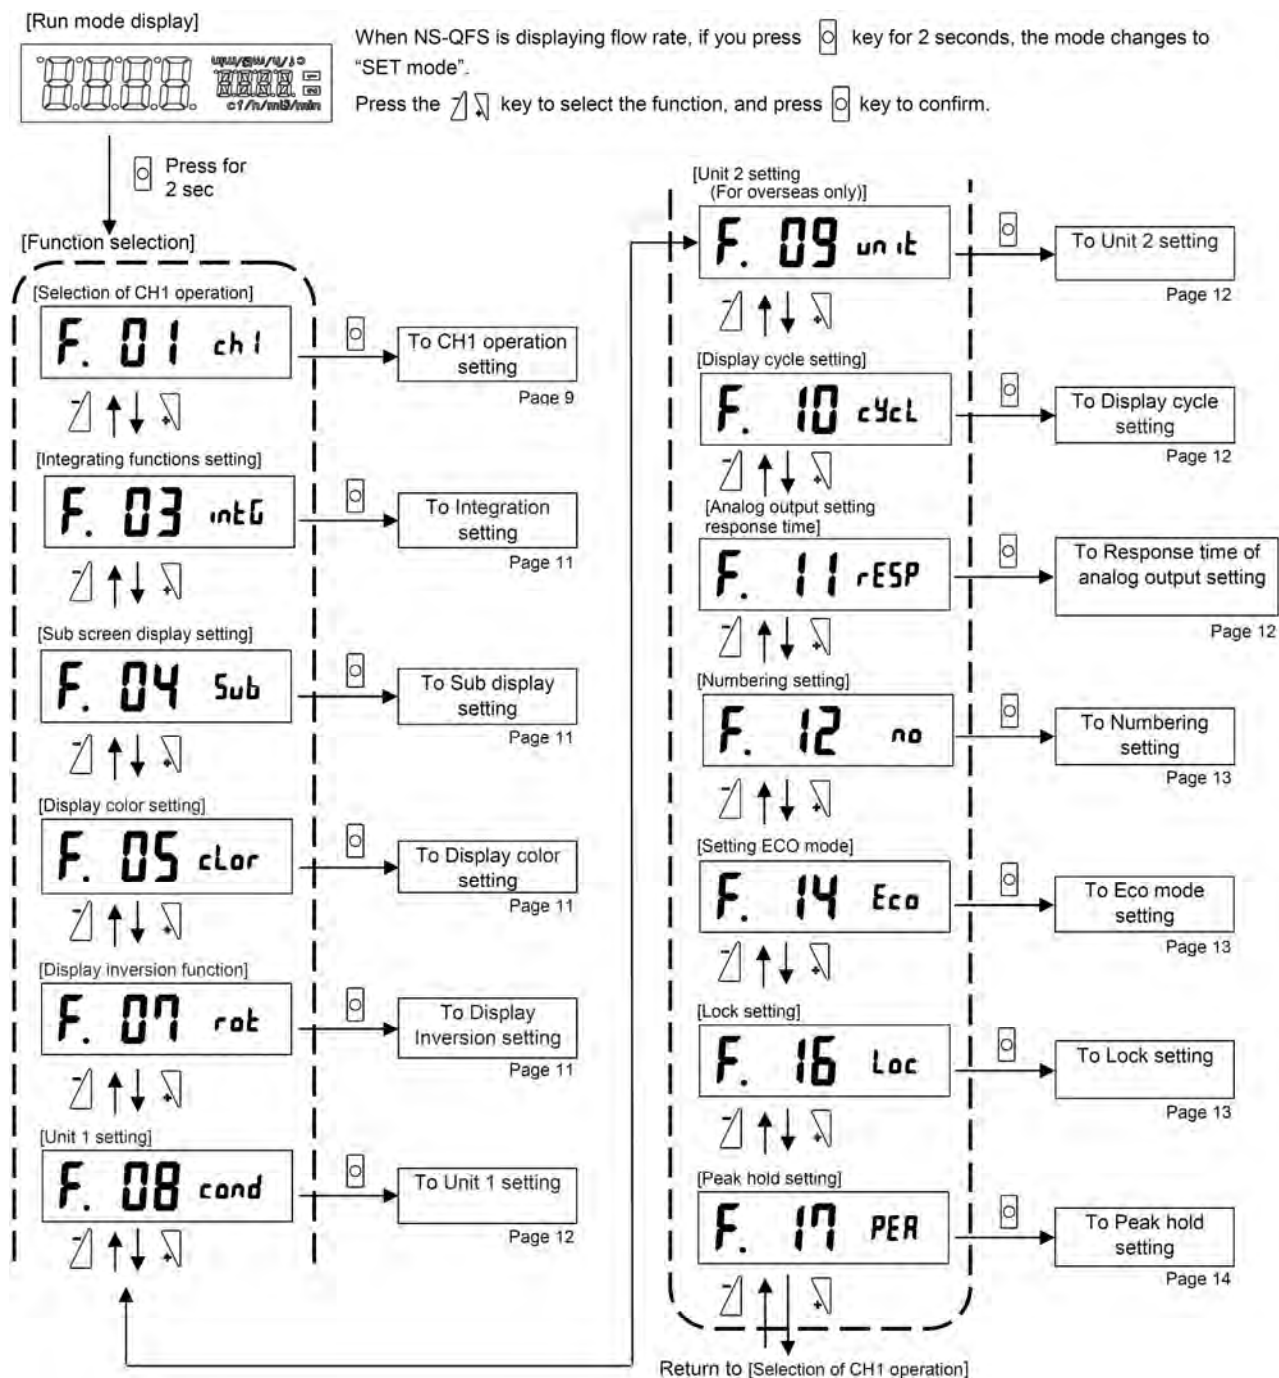 [Run mode display]
When NS-QFS is displaying flow rate, if you press key for 2 seconds, the mode changes to
"SET mode".
Press the key to select the function, and press key to confirm.
cf/h/mL3/min
Press for
2 sec
[Function selection]
[Selection of CH1 operation]
F. 01 ch1
To CH1 operation
setting
Page 9
[Integrating functions setting]
F. 03 intG
To Integration
setting
Page 11
[Sub screen display setting]
F. 04 Sub
To Sub display
setting
Page 11
[Display color setting]
F. 05 cLor
To Display color
setting
Page 11
[Display inversion function]
F. 07 rot
To Display
Inversion setting
Page 11
[Unit 1 setting]
F. 08 cond
To Unit 1 setting
Page 12
[Unit 2 setting
(For overseas only)]
F. 09 unit
To Unit 2 setting
Page 12
[Display cycle setting]
F. 10 cYcL
To Display cycle
setting
Page 12
[Analog output setting
response time]
F. 11 rESP
To Response time of
analog output setting
Page 12
[Numbering setting]
F. 12 no
To Numbering
setting
Page 13
[Setting ECO mode]
F. 14 Eco
To Eco mode
setting
Page 13
[Lock setting]
F. 16 Loc
To Lock setting
Page 13
[Peak hold setting]
F. 17 PEA
To Peak hold
setting
Page 14
Return to [Selection of CH1 operation]